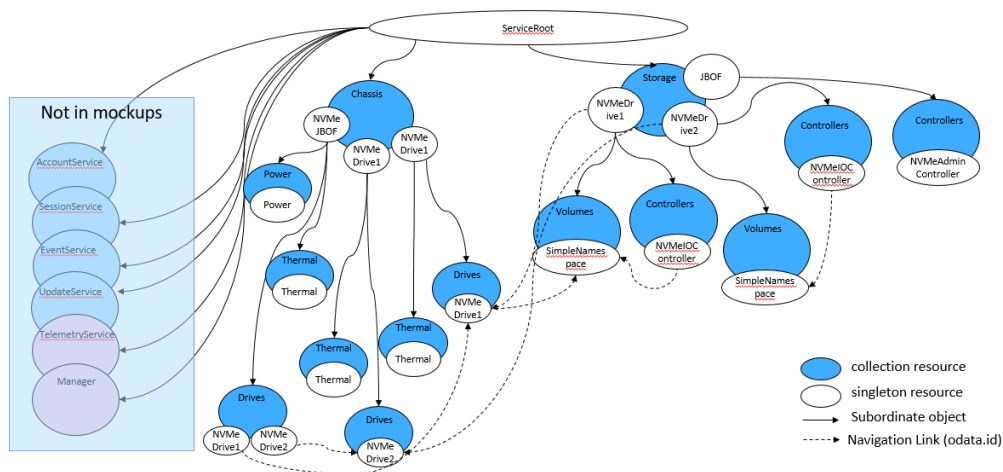 ServiceRoot
Not in mockups
AccountService
SessionService
EventService
UpdateService
TelemetryService
Manager
Chassis
NVMe
JBOF
NVMe
Drive1
NVMe
Drive1
Power
Power
Thermal
Thermal
Thermal
Thermal
Thermal
Thermal
Drives
NVMe
Drive1
Drives
NVMe
Drive1
NVMe
Drive2
Drives
NVMe
Drive2
Storage
JBOF
NVMeDr
ive1
NVMeDr
ive2
Volumes
SimpleNames
pace
Controllers
NVMeIOC
ontroller
Volumes
SimpleNames
pace
Controllers
NVMeIOC
ontroller
Controllers
NVMeAdmin
Controller
collection resource
singleton resource
Subordinate object
Navigation Link (odata.id)